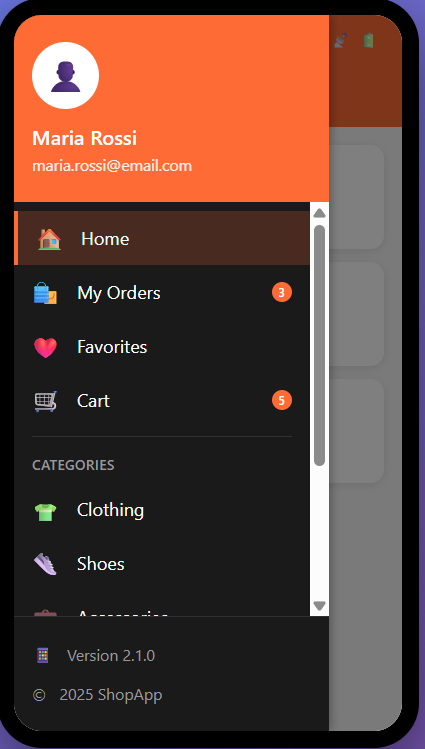 Maria Rossi
maria.rossi@email.com
Home
My Orders 3
Favorites
Cart 5
CATEGORIES
Clothing
Shoes
Accessories
Version 2.1.0
© 2025 ShopApp